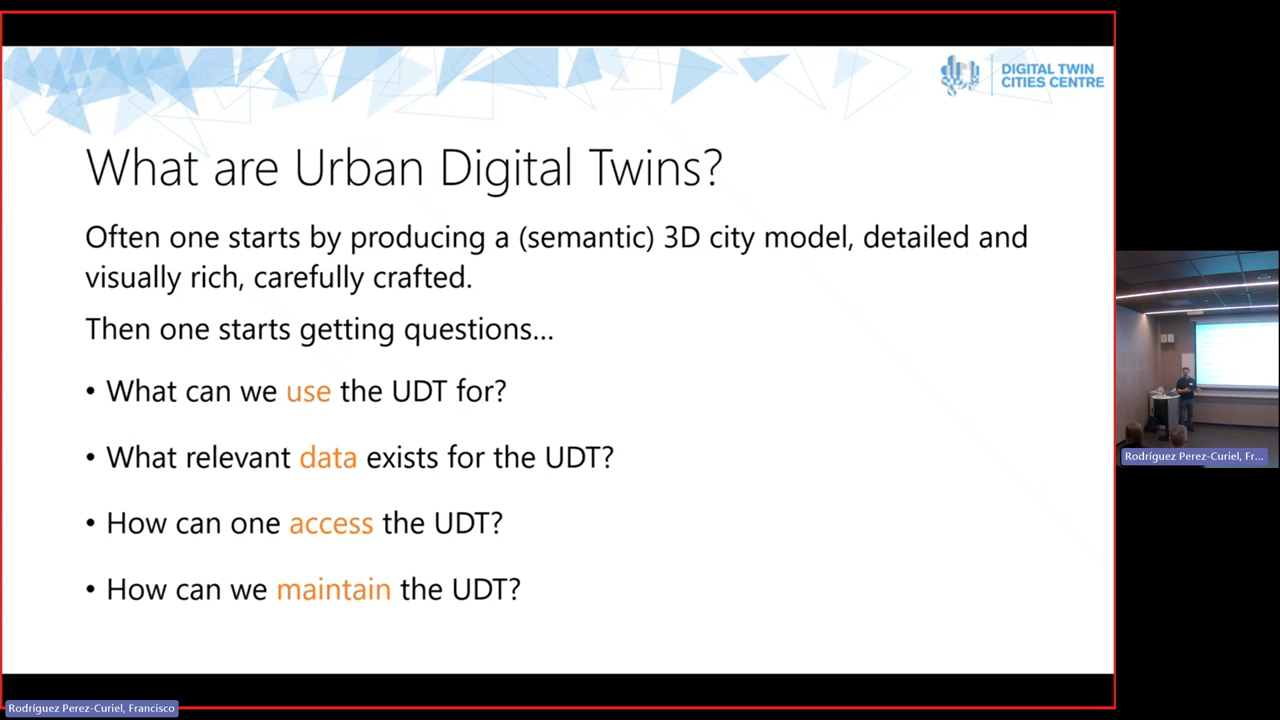 DIGITAL TWIN
CITIES CENTRE
What are Urban Digital Twins?
Often one starts by producing a (semantic) 3D city model, detailed and
visually rich, carefully crafted.
Then one starts getting questions...
• What can we use the UDT for?
• What relevant data exists for the UDT?
• How can one access the UDT?
• How can we maintain the UDT?
Rodríguez Perez-Curiel, Fr...
Rodríguez Perez-Curiel, Francisco